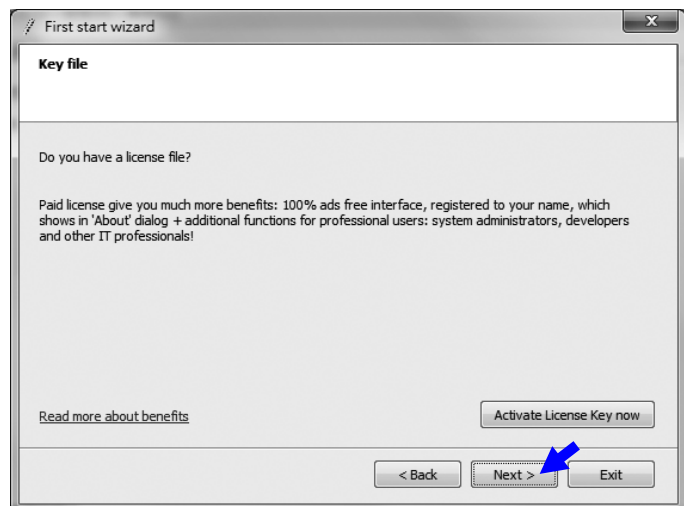 First start wizard
Key file
Do you have a license file?
Paid license give you much more benefits: 100% ads free interface, registered to your name, which
shows in 'About' dialog + additional functions for professional users: system administrators, developers
and other IT professionals!
Read more about benefits
Activate License Key now
< Back
Next >
Exit